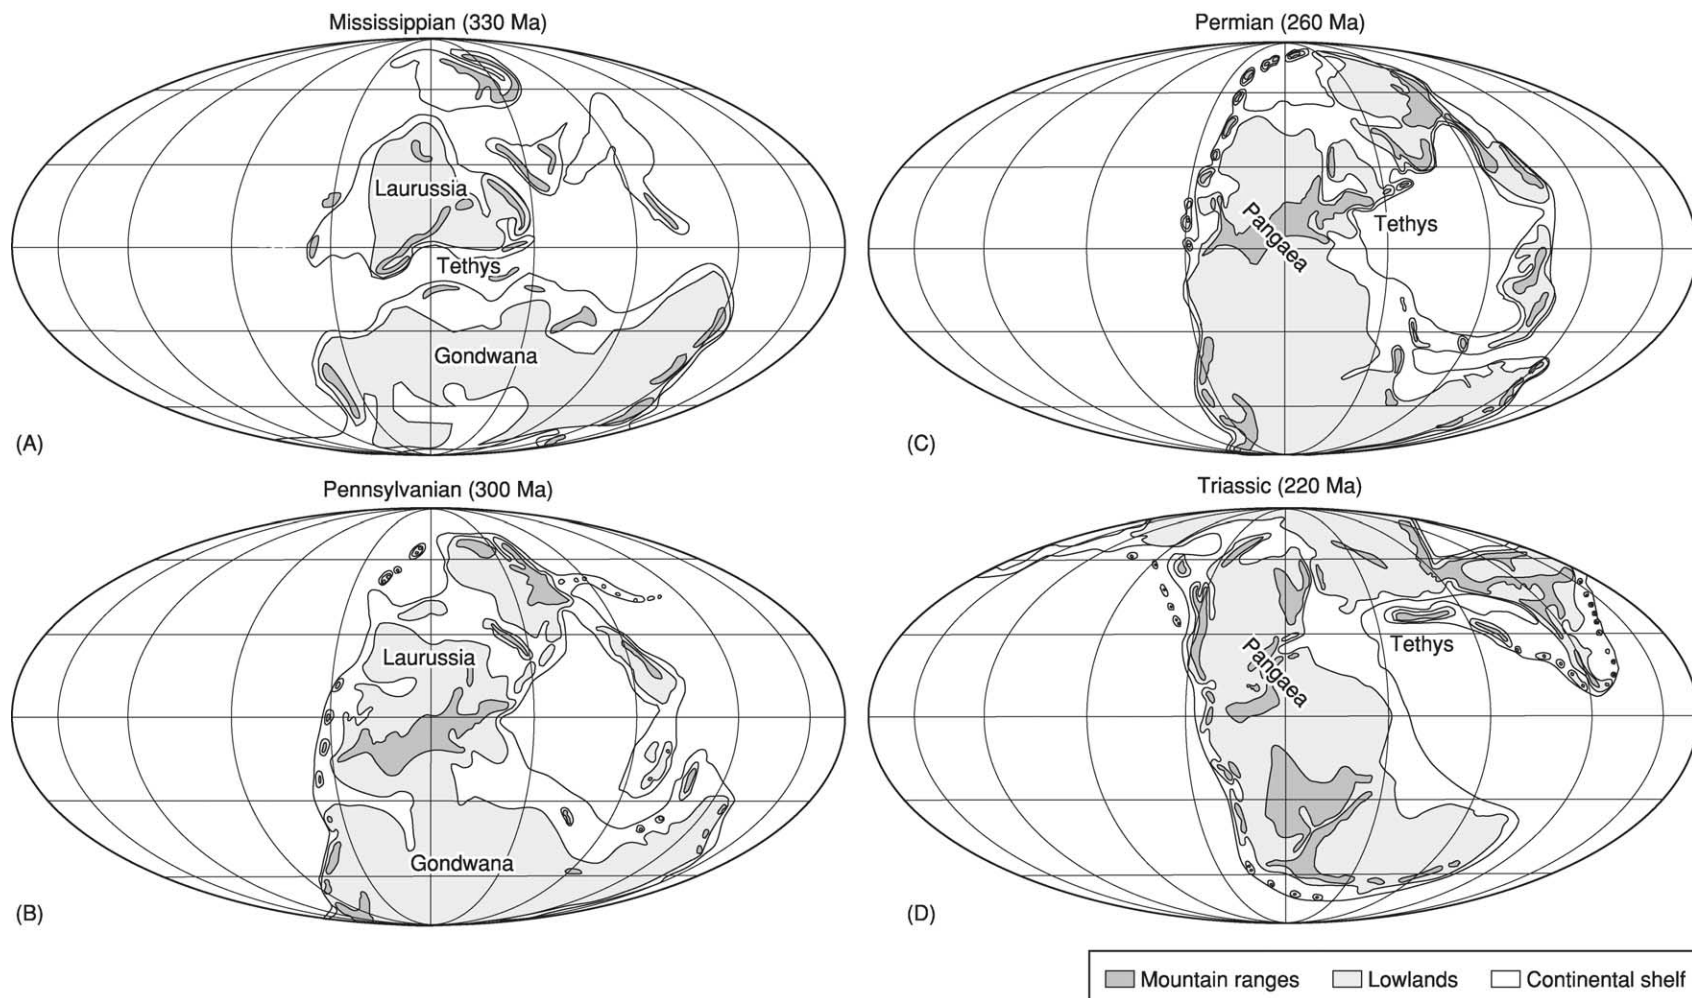 Mississippian (330 Ma)
Laurussia
Tethys
Gondwana
(A)
Pennsylvanian (300 Ma)
Laurussia
Gondwana
(B)
Permian (260 Ma)
Pangaea
Tethys
(C)
Triassic (220 Ma)
Pangaea
Tethys
(D)
Mountain ranges
Lowlands
Continental shelf